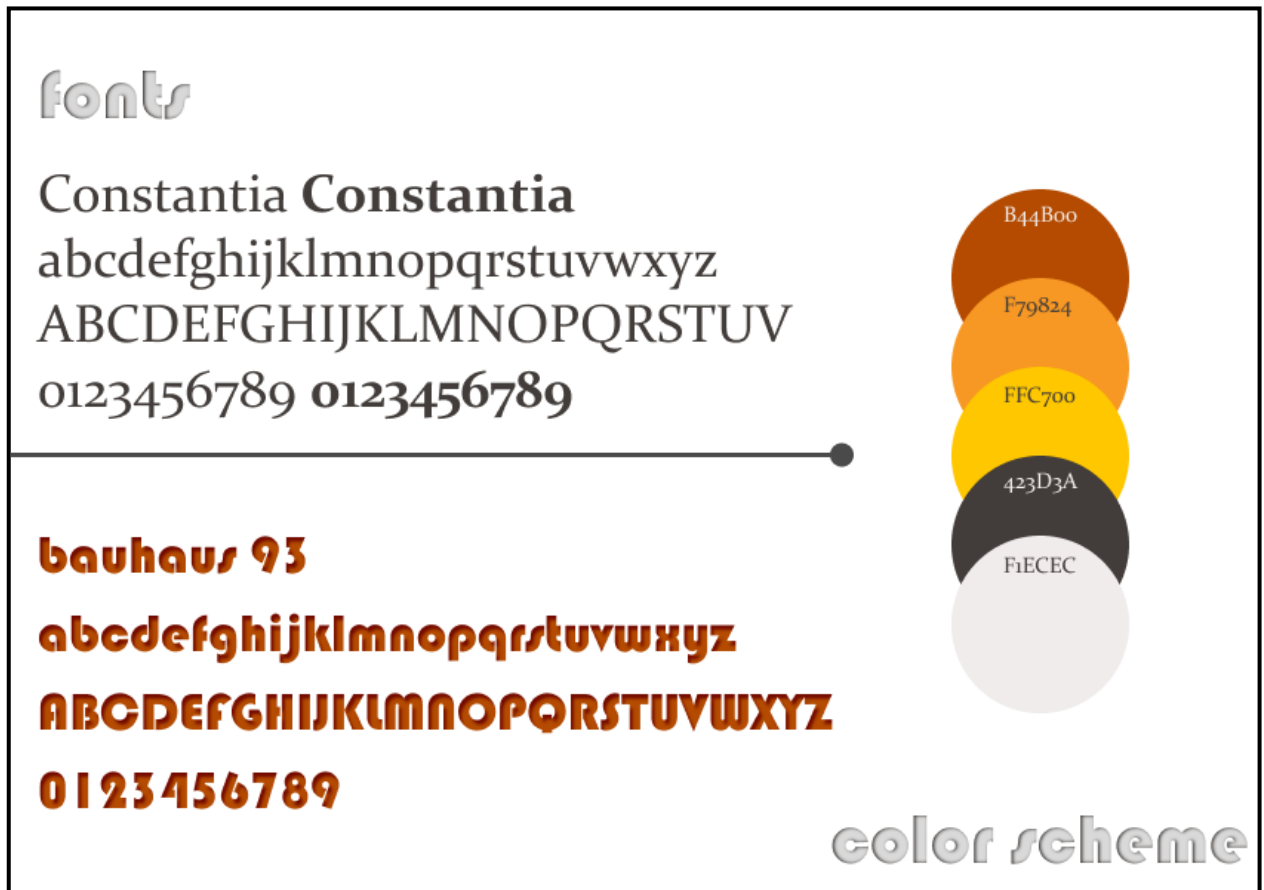 fonts
Constantia Constantia
abcdefghijklmnopqrstuvwxyz
ABCDEFGHIJKLMNOPQRSTUV
0123456789 0123456789
bauhaus 93
abcdefghijklmnopqrstuvwxyz
ABCDEFGHIJKLMNOPQRSTUVWXYZ
0123456789
B44B00
F79824
FFC700
423D3A
F1ECEC
color scheme